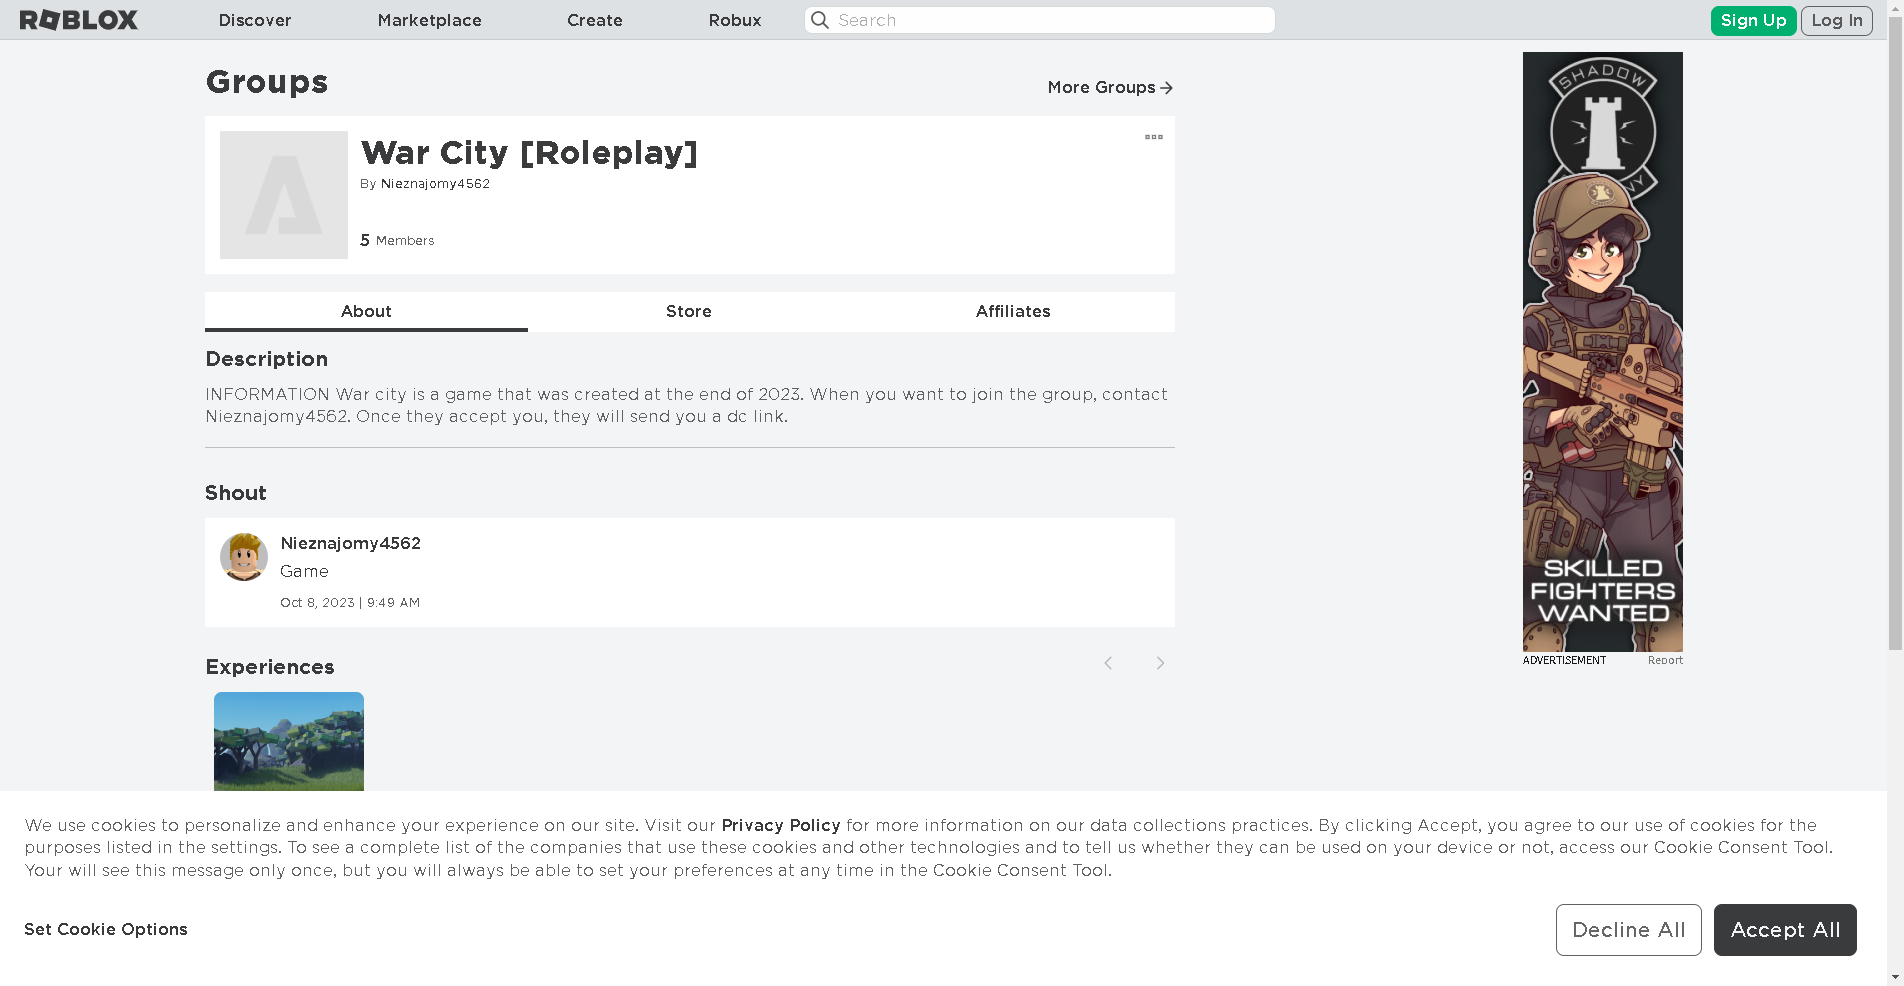 ROBLOX
Discover
Marketplace
Create
Robux
Search
Sign Up
Log In
Groups
More Groups
War City [Roleplay]
By Nieznajomy4562
5 Members
About
Store
Affiliates
Description
INFORMATION War city is a game that was created at the end of 2023. When you want to join the group, contact
Nieznajomy4562. Once they accept you, they will send you a dc link.
Shout
Nieznajomy4562
Game
Oct 8, 2023 | 9:49 AM
Experiences
SHADOW
SKILLED
FIGHTERS
WANTED
ADVERTISEMENT
Report
We use cookies to personalize and enhance your experience on our site. Visit our Privacy Policy for more information on our data collections practices. By clicking Accept, you agree to our use of cookies for the
purposes listed in the settings. To see a complete list of the companies that use these cookies and other technologies and to tell us whether they can be used on your device or not, access our Cookie Consent Tool.
Your will see this message only once, but you will always be able to set your preferences at any time in the Cookie Consent Tool.
Set Cookie Options
Decline All
Accept All